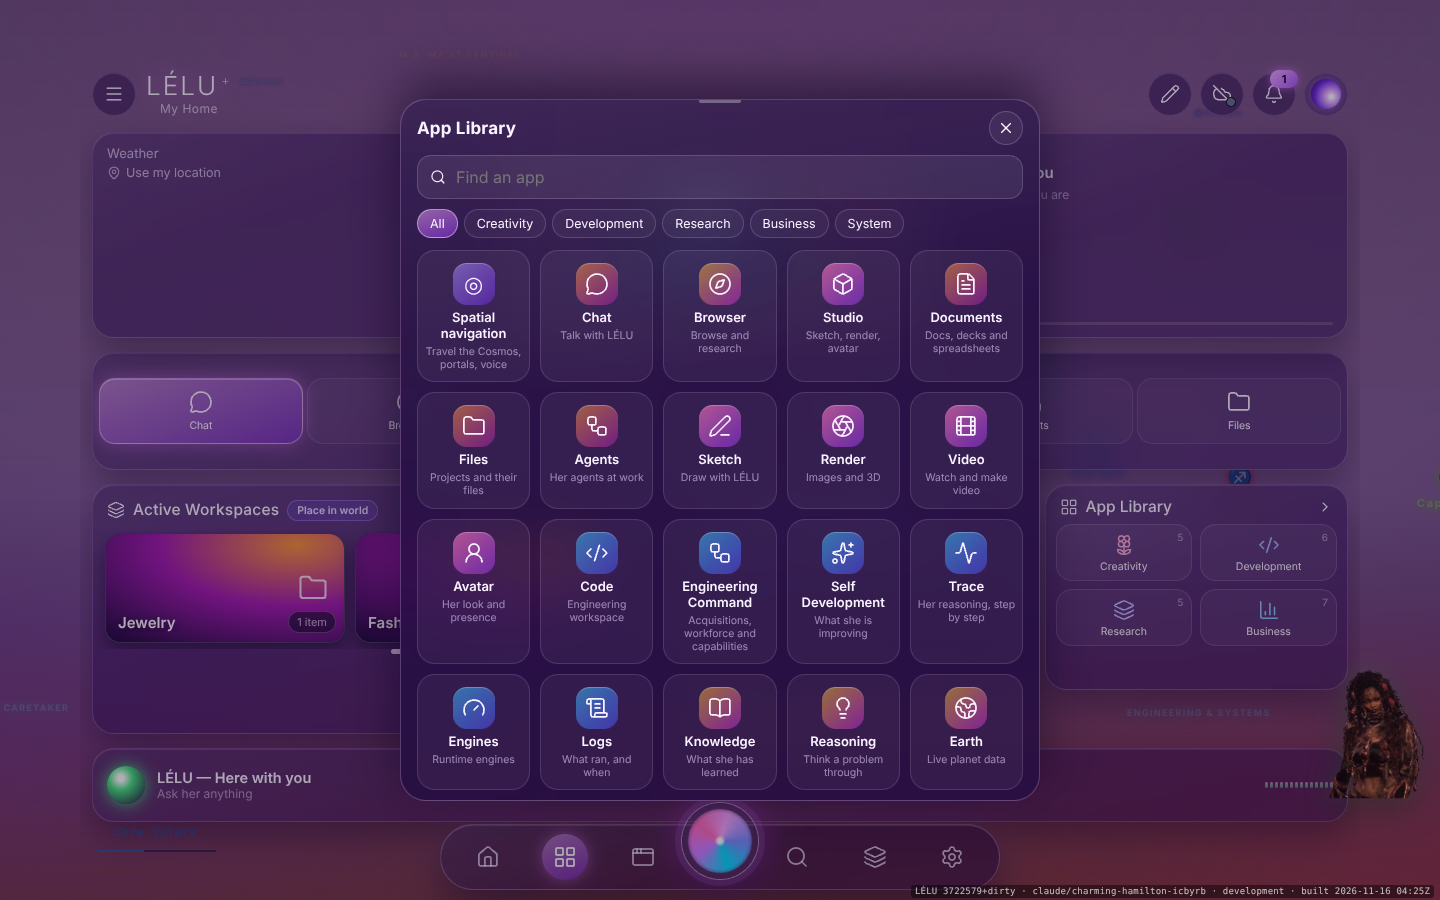 LÉLU +
My Home
1
Weather
Use my location
ou
u are
App Library
Find an app
All
Creativity
Development
Research
Business
System
Spatial
navigation
Travel the Cosmos,
portals, voice
Chat
Talk with LÉLU
Browser
Browse and
research
Studio
Sketch, render,
avatar
Documents
Docs, decks and
spreadsheets
Files
Projects and their
files
Agents
Her agents at work
Sketch
Draw with LÉLU
Render
Images and 3D
Video
Watch and make
video
Avatar
Her look and
presence
Code
Engineering
workspace
Engineering
Command
Acquisitions,
workforce and
capabilities
Self
Development
What she is
improving
Trace
Her reasoning, step
by step
Engines
Runtime engines
Logs
What ran, and
when
Knowledge
What she has
learned
Reasoning
Think a problem
through
Earth
Live planet data
Chat
Br
ts
Files
Active Workspaces
Place in world
Jewelry
1 item
Fash
App Library
Creativity
5
Development
6
Research
5
Business
7
Cap
CARETAKER
ENGINEERING & SYSTEMS
LÉLU — Here with you
Ask her anything
LÉLU 3722579+dirty · claude/charming-hamilton-icbyrb · development · built 2026-11-16 04:25Z